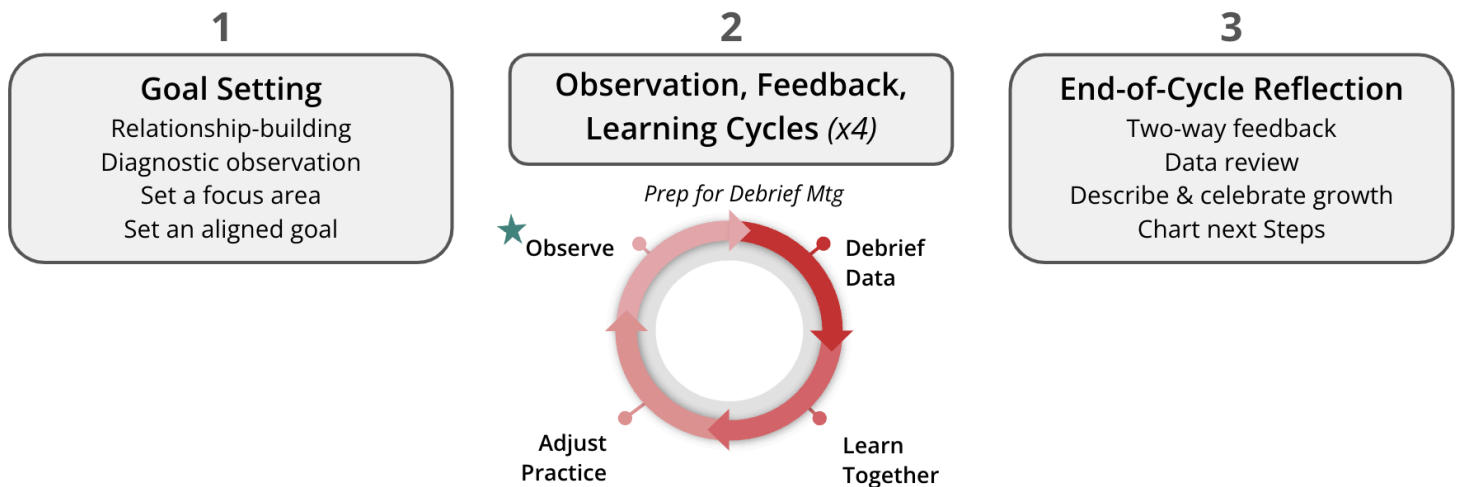 1
Goal Setting
Relationship-building
Diagnostic observation
Set a focus area
Set an aligned goal
2
Observation, Feedback,
Learning Cycles (x4)
Prep for Debrief Mtg
Observe
Debrief
Data
Adjust
Practice
Learn
Together
3
End-of-Cycle Reflection
Two-way feedback
Data review
Describe & celebrate growth
Chart next Steps